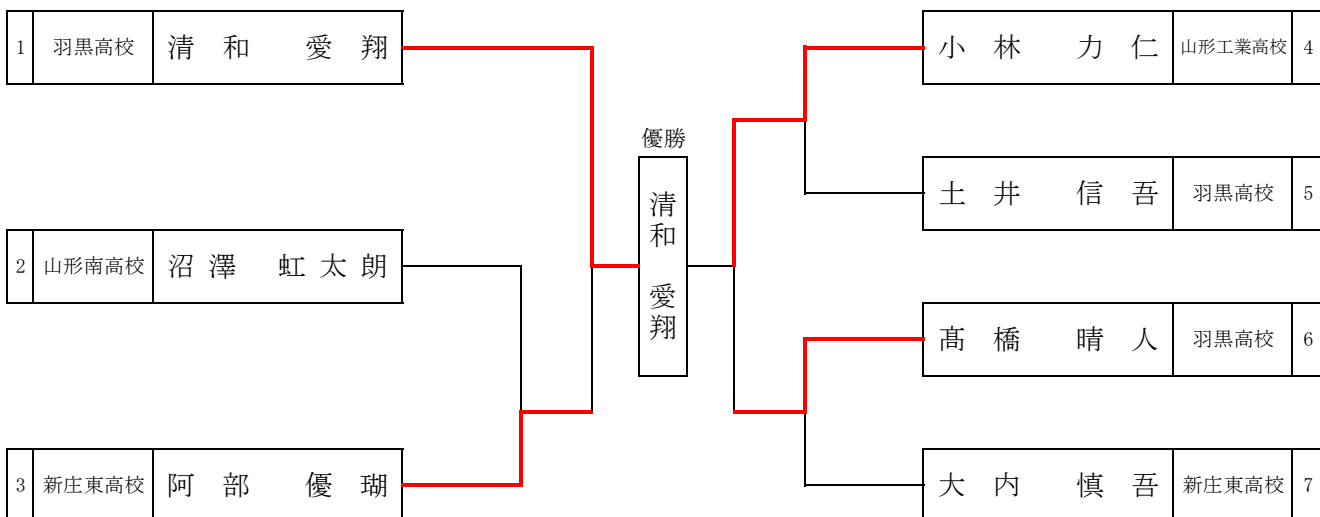 1 羽黒高校 清和 愛翔
2 山形南高校 沼澤 虹太朗
3 新庄東高校 阿部 優瑚
優勝
清和 愛翔
小林 力仁 山形工業高校 4
土井 信吾 羽黒高校 5
髙橋 晴人 羽黒高校 6
大内 慎吾 新庄東高校 7